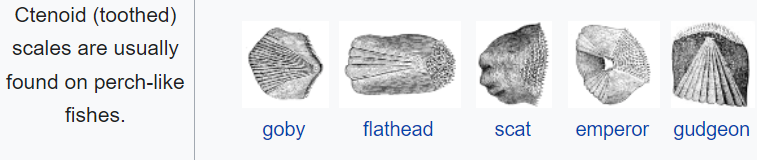 Ctenoid (toothed)
scales are usually
found on perch-like
fishes.
goby flathead scat emperor gudgeon